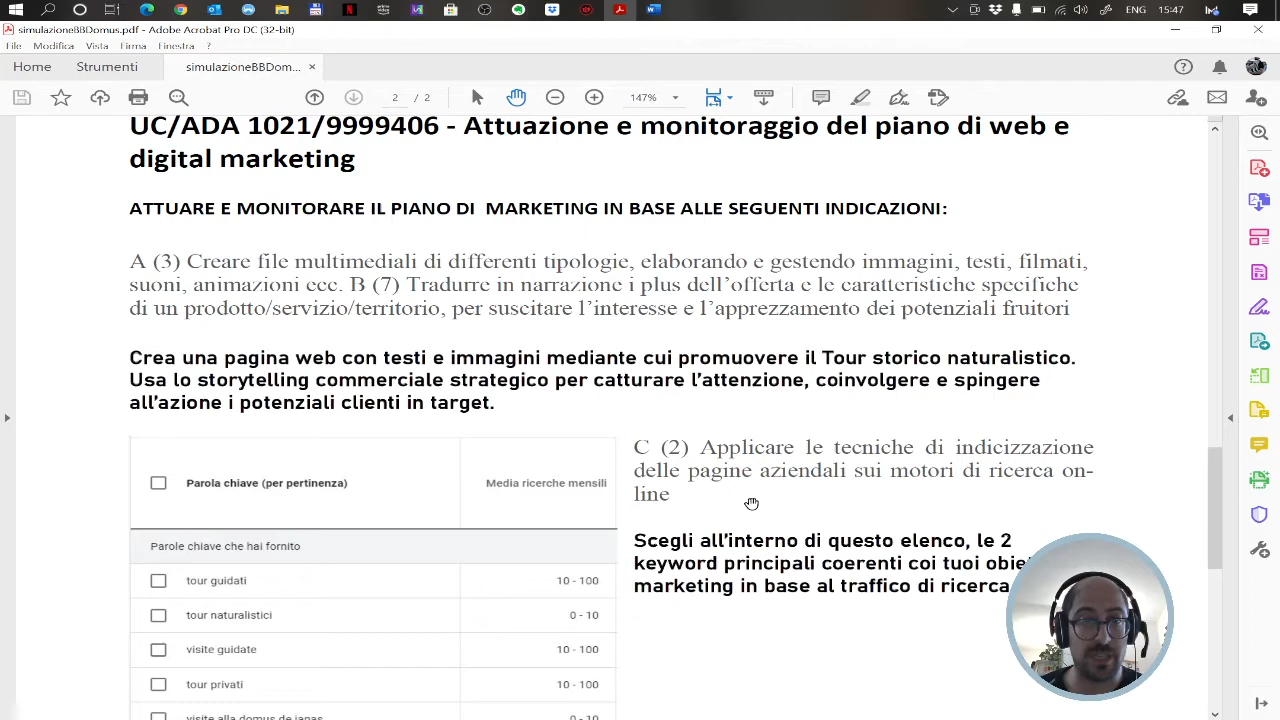 ENG 15:47
simulazioneBBDomus.pdf - Adobe Acrobat Pro DC (32-bit)
File Modifica Vista Firma Finestra ?
Home Strumenti simulazioneBBDom... ×
2 / 2 147%
UC/ADA 1021/9999406 - Attuazione e monitoraggio del piano di web e
digital marketing
ATTUARE E MONITORARE IL PIANO DI MARKETING IN BASE ALLE SEGUENTI INDICAZIONI:
A (3) Creare file multimediali di differenti tipologie, elaborando e gestendo immagini, testi, filmati,
suoni, animazioni ecc. B (7) Tradurre in narrazione i plus dell’offerta e le caratteristiche specifiche
di un prodotto/servizio/territorio, per suscitare l’interesse e l’apprezzamento dei potenziali fruitori
Crea una pagina web con testi e immagini mediante cui promuovere il Tour storico naturalistico.
Usa lo storytelling commerciale strategico per catturare l’attenzione, coinvolgere e spingere
all’azione i potenziali clienti in target.
Parola chiave (per pertinenza) Media ricerche mensili
Parole chiave che hai fornito
tour guidati 10 - 100
tour naturalistici 0 - 10
visite guidate 10 - 100
tour privati 10 - 100
visite alla domus de janas 0 - 10
C (2) Applicare le tecniche di indicizzazione
delle pagine aziendali sui motori di ricerca on-
line
Scegli all’interno di questo elenco, le 2
keyword principali coerenti coi tuoi
marketing in base al traffico di ricerca